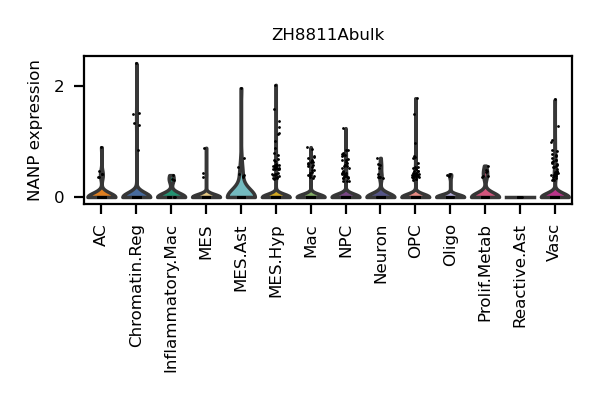 ZH8811Abulk
NANP expression
2
0
AC
Chromatin.Reg
Inflammatory.Mac
MES
MES.Ast
MES.Hyp
Mac
NPC
Neuron
OPC
Oligo
Prolif.Metab
Reactive.Ast
Vasc